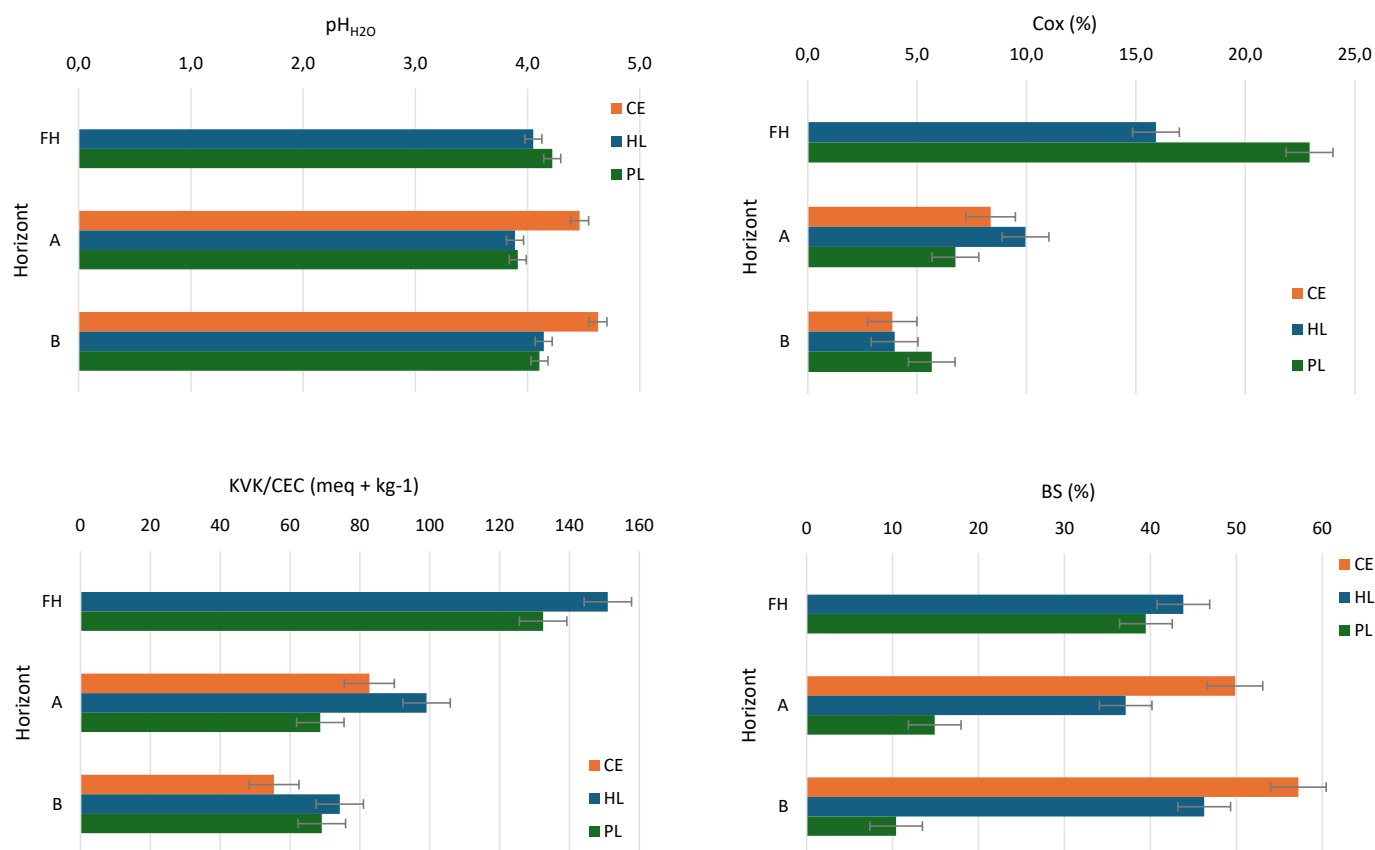 pHH2O
0,0 1,0 2,0 3,0 4,0 5,0
Horizont
FH
A
B
CE
HL
PL
Cox (%)
0,0 5,0 10,0 15,0 20,0 25,0
Horizont
FH
A
B
CE
HL
PL
KVK/CEC (meq + kg-1)
0 20 40 60 80 100 120 140 160
Horizont
FH
A
B
CE
HL
PL
BS (%)
0 10 20 30 40 50 60
Horizont
FH
A
B
CE
HL
PL